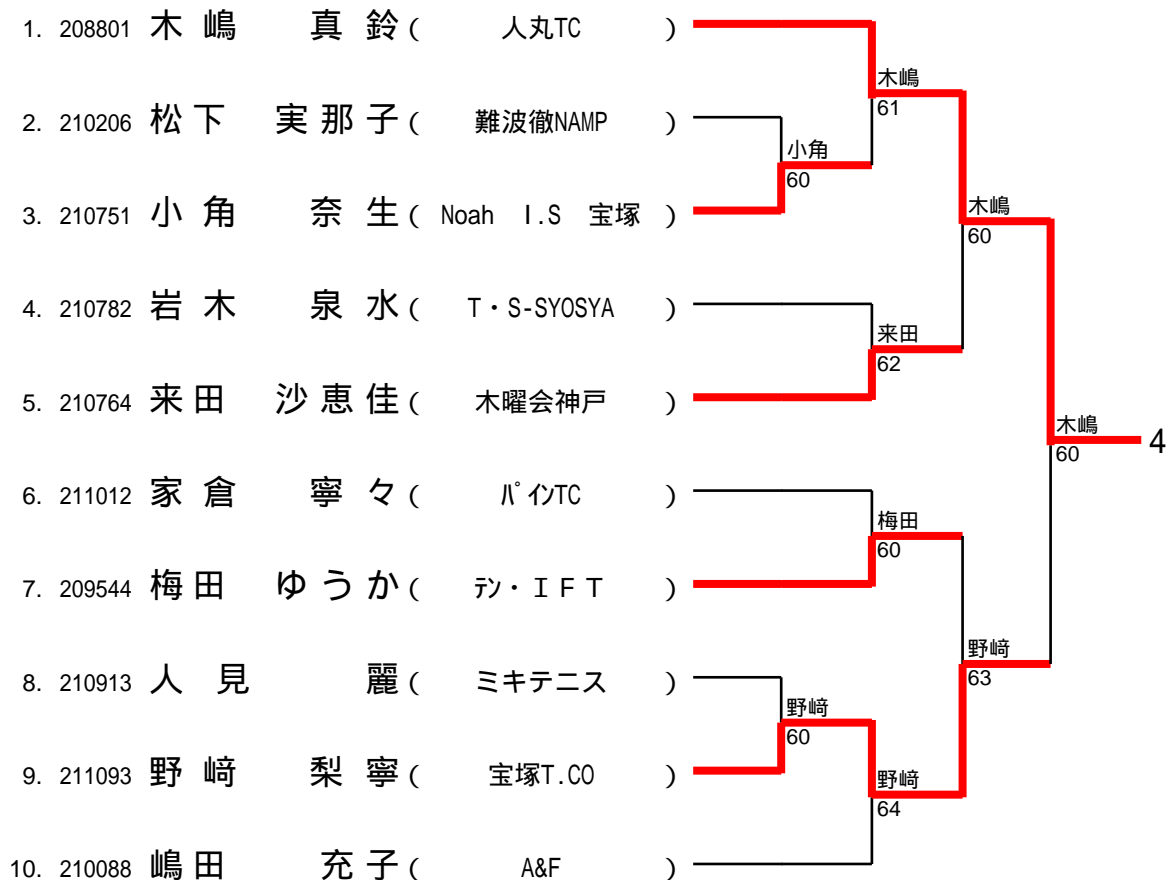 1. 208801 木嶋 真鈴 ( 人丸TC )
木嶋
61
2. 210206 松下 実那子 ( 難波徹NAMP )
小角
60
3. 210751 小角 奈生 ( Noah I.S 宝塚 )
木嶋
60
4. 210782 岩木 泉水 ( T・S-SYOSYA )
来田
62
5. 210764 来田 沙恵佳 ( 木曜会神戸 )
木嶋
60
4
6. 211012 家倉 寧々 ( パインTC )
梅田
60
7. 209544 梅田 ゆうか ( テン・IFT )
野﨑
63
8. 210913 人見 麗 ( ミキテニス )
野﨑
60
9. 211093 野﨑 梨寧 ( 宝塚T.CO )
野﨑
64
10. 210088 嶋田 充子 ( A&F )